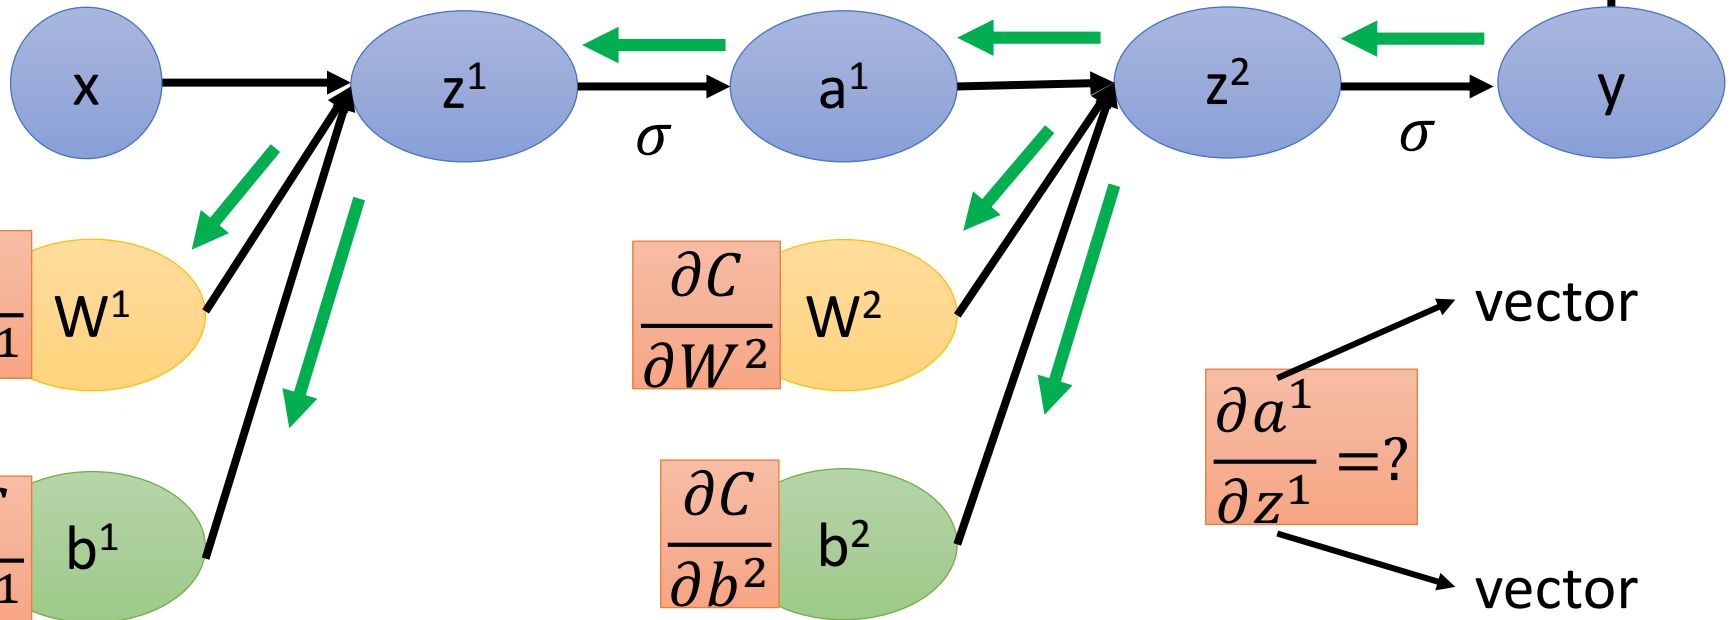 x z¹ a¹ z² y
σ σ
W¹ ∂C/∂W² W²
vector
∂a¹/∂z¹ =?
b¹ ∂C/∂b² b²
vector